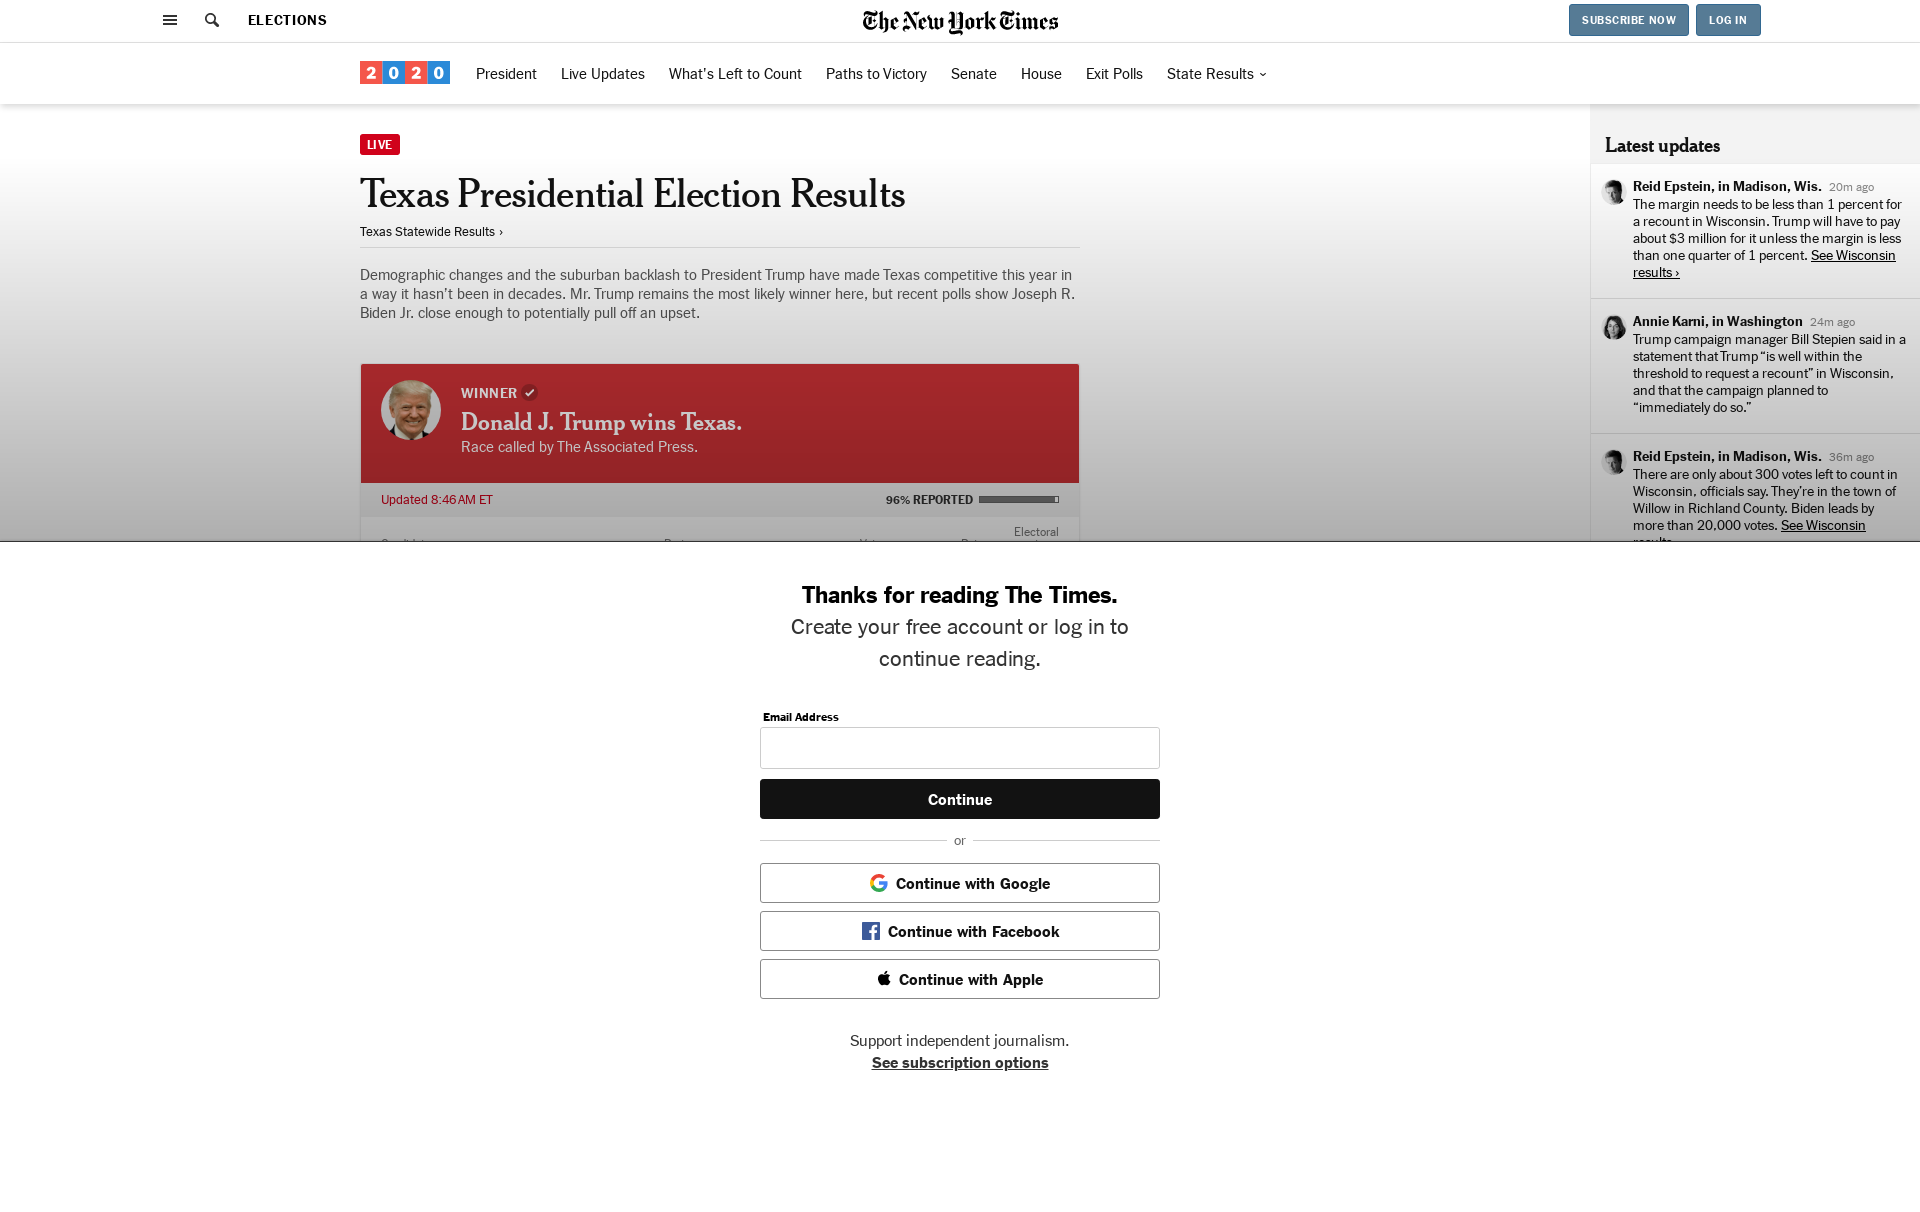 ELECTIONS
The New York Times
SUBSCRIBE NOW
LOG IN
2020
President
Live Updates
What's Left to Count
Paths to Victory
Senate
House
Exit Polls
State Results
LIVE
Texas Presidential Election Results
Texas Statewide Results ›
Demographic changes and the suburban backlash to President Trump have made Texas competitive this year in
a way it hasn't been in decades. Mr. Trump remains the most likely winner here, but recent polls show Joseph R.
Biden Jr. close enough to potentially pull off an upset.
WINNER
Donald J. Trump wins Texas.
Race called by The Associated Press.
Updated 8:46 AM ET
96% REPORTED
Electoral
Latest updates
Reid Epstein, in Madison, Wis. 20m ago
The margin needs to be less than 1 percent for
a recount in Wisconsin. Trump will have to pay
about $3 million for it unless the margin is less
than one quarter of 1 percent. See Wisconsin
results ›
Annie Karni, in Washington 24m ago
Trump campaign manager Bill Stepien said in a
statement that Trump “is well within the
threshold to request a recount” in Wisconsin,
and that the campaign planned to
“immediately do so.”
Reid Epstein, in Madison, Wis. 36m ago
There are only about 300 votes left to count in
Wisconsin, officials say. They're in the town of
Willow in Richland County. Biden leads by
more than 20,000 votes. See Wisconsin
Thanks for reading The Times.
Create your free account or log in to
continue reading.
Email Address
Continue
or
Continue with Google
Continue with Facebook
Continue with Apple
Support independent journalism.
See subscription options